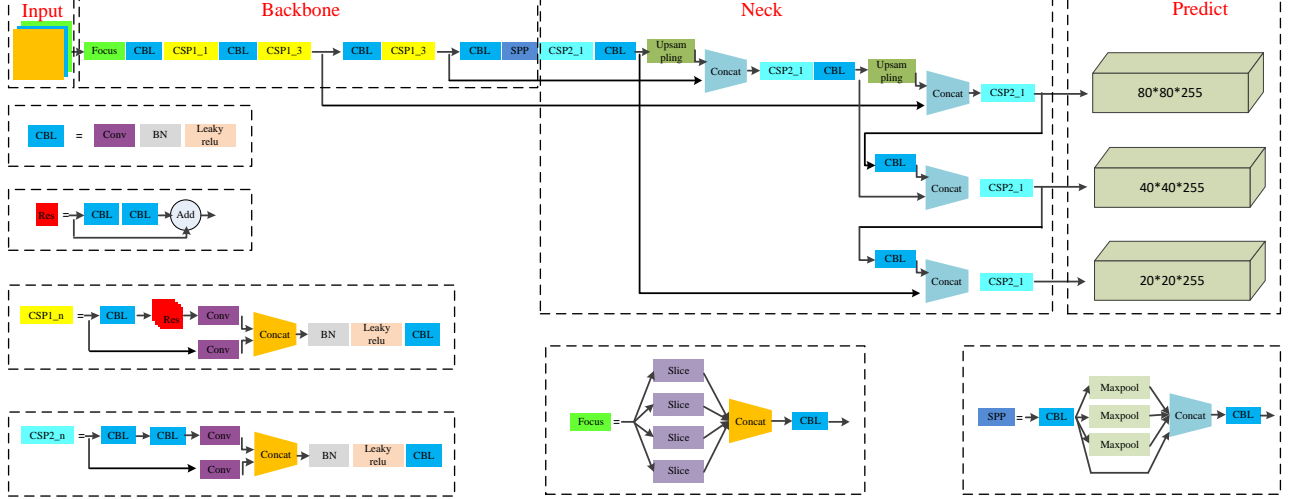 Input
Backbone
Neck
Predict
Focus CBL CSP1_1 CBL CSP1_3 CBL CSP1_3 CBL SPP CSP2_1 CBL
Upsam
pling
Concat
CSP2_1 CBL
Upsam
pling
Concat
CSP2_1
80*80*255
CBL = Conv BN Leaky
relu
CBL
Concat
CSP2_1
40*40*255
Res = CBL CBL Add
CBL
Concat
CSP2_1
20*20*255
CSP1_n = CBL Res Conv
Conv
Concat
BN
Leaky
relu
CBL
CSP2_n = CBL CBL Conv
Conv
Concat
BN
Leaky
relu
CBL
Focus =
Slice
Slice
Slice
Slice
Concat
CBL
SPP = CBL
Maxpool
Maxpool
Maxpool
Concat
CBL